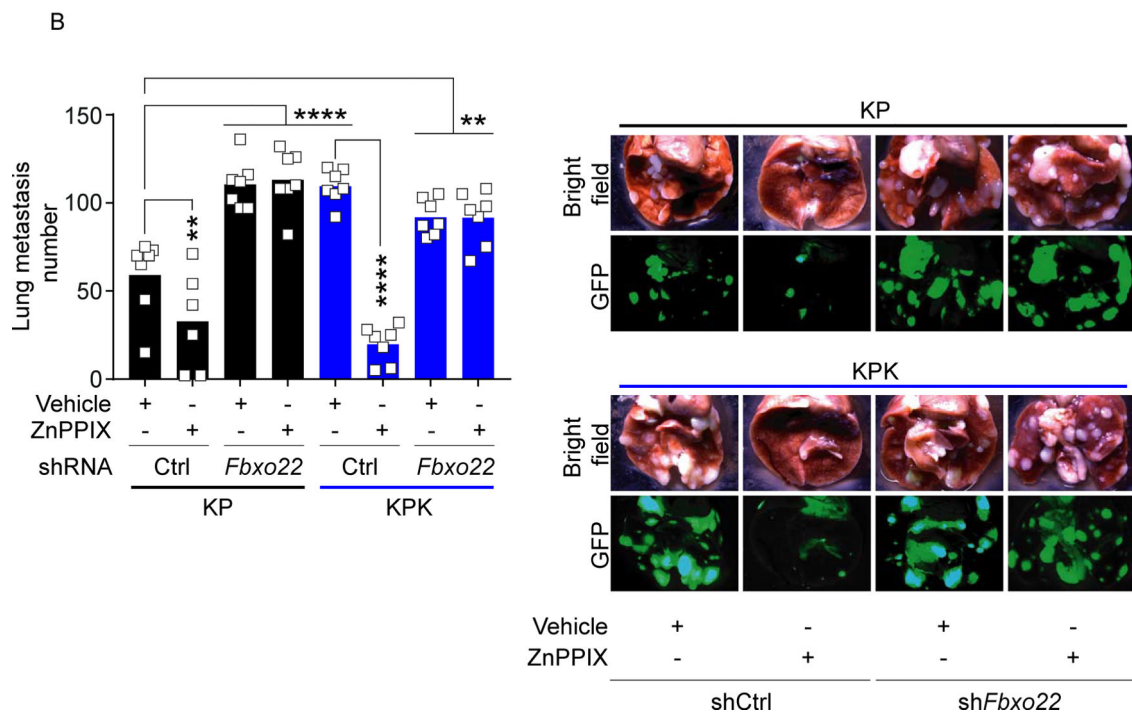 B
****
**
150
100
50
0
Lung metastasis
number
**
****
Vehicle + - + - + - + -
ZnPPIX - + - + - + - +
shRNA Ctrl Fbxo22 Ctrl Fbxo22
KP KPK
KP
Bright
field
GFP
KPK
Bright
field
GFP
Vehicle + - + -
ZnPPIX - + - +
shCtrl shFbxo22